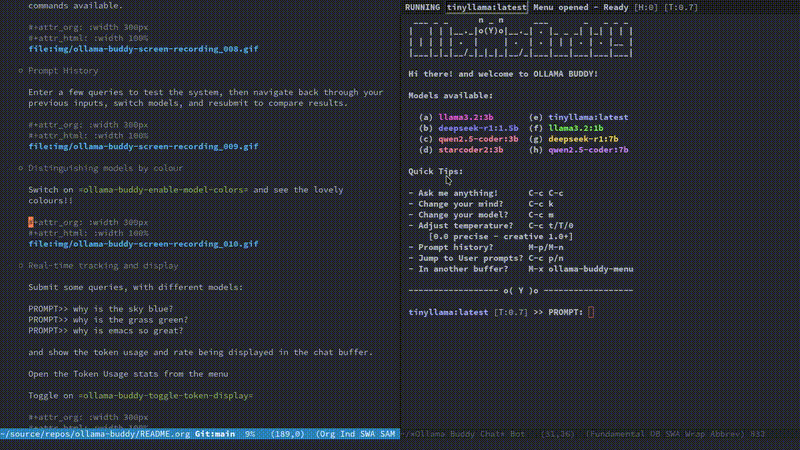 commands available.
#+attr_org: :width 300px
#+attr_html: :width 100%
file:img/ollama-buddy-screen-recording_008.gif
Prompt History
Enter a few queries to test the system, then navigate back through your
previous inputs, switch models, and resubmit to compare results.
#+attr_org: :width 300px
#+attr_html: :width 100%
file:img/ollama-buddy-screen-recording_009.gif
Distinguishing models by colour
Switch on =ollama-buddy-enable-model-colors= and see the lovely
colours!!
#+attr_org: :width 300px
#+attr_html: :width 100%
file:img/ollama-buddy-screen-recording_010.gif
Real-time tracking and display
Submit some queries, with different models:
PROMPT>> why is the sky blue?
PROMPT>> why is the grass green?
PROMPT>> why is emacs so great?
and show the token usage and rate being displayed in the chat buffer.
Open the Token Usage stats from the menu
Toggle on =ollama-buddy-toggle-token-display=
#+attr_org: :width 300px
#+attr_html: :width 100%
~/source/repos/ollama-buddy/README.org Git:main 9% (189,0) (Org Ind SWA SAM
RUNNING tinyllama:latest Menu opened - Ready [H:0] [T:0.7]
Hi there! and welcome to OLLAMA BUDDY!
Models available:
(a) llama3.2:3b (e) tinyllama:latest
(b) deepseek-r1:1.5b (f) llama3.2:1b
(c) qwen2.5-coder:3b (g) deepseek-r1:7b
(d) starcoder2:3b (h) qwen2.5-coder:7b
Quick Tips:
- Ask me anything! C-c C-c
- Change your mind? C-c k
- Change your model? C-c m
- Adjust temperature? C-c t/T/0
[0.0 precise - creative 1.0+]
- Prompt history? M-p/M-n
- Jump to User prompts? C-c p/n
- In another buffer? M-x ollama-buddy-menu
------------------ o( Y )o ------------------
tinyllama:latest [T:0.7] >> PROMPT:
~/*Ollama Buddy Chat* Bot (31,26) (Fundamental OB SWA Wrap Abbrev) 832